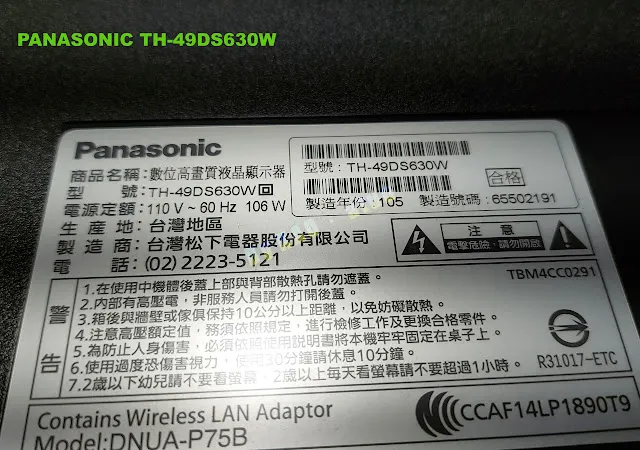 PANASONIC TH-49DS630W
Panasonic
商品名稱: 數位高畫質液晶顯示器
型 號: TH-49DS630W 回
電源定額: 110 V ~ 60 Hz 106 W
生 產 地: 台灣地區
製 造 商: 台灣松下電器股份有限公司
電 話: (02) 2223-5121
型號: TH-49DS630W
製造年份: 105 製造號碼: 65502191
合格
注意
電擊危險, 請勿開啟
TBM4CC0291
警告
1.在使用中機體後蓋上部與背部散熱孔請勿遮蓋。
2.內部有高壓電, 非服務人員請勿打開後蓋。
3.箱後與牆壁或傢俱保持10公分以上距離, 以免妨礙散熱。
4.注意高壓額定值, 務須依照規定, 進行檢修工作及更換合格零件。
5.為防止人身傷害, 必須依時使用說明書將本機牢牢固定在桌子上。
6.使用過度恐傷害視力, 使用30分鐘請休息10分鐘。
7.2歲以下幼兒請不要看螢幕, 2歲以上每天看螢幕請不要超過1小時。
R31017-ETC
Contains Wireless LAN Adaptor
Model:DNUA-P75B
CCAF14LP1890T9